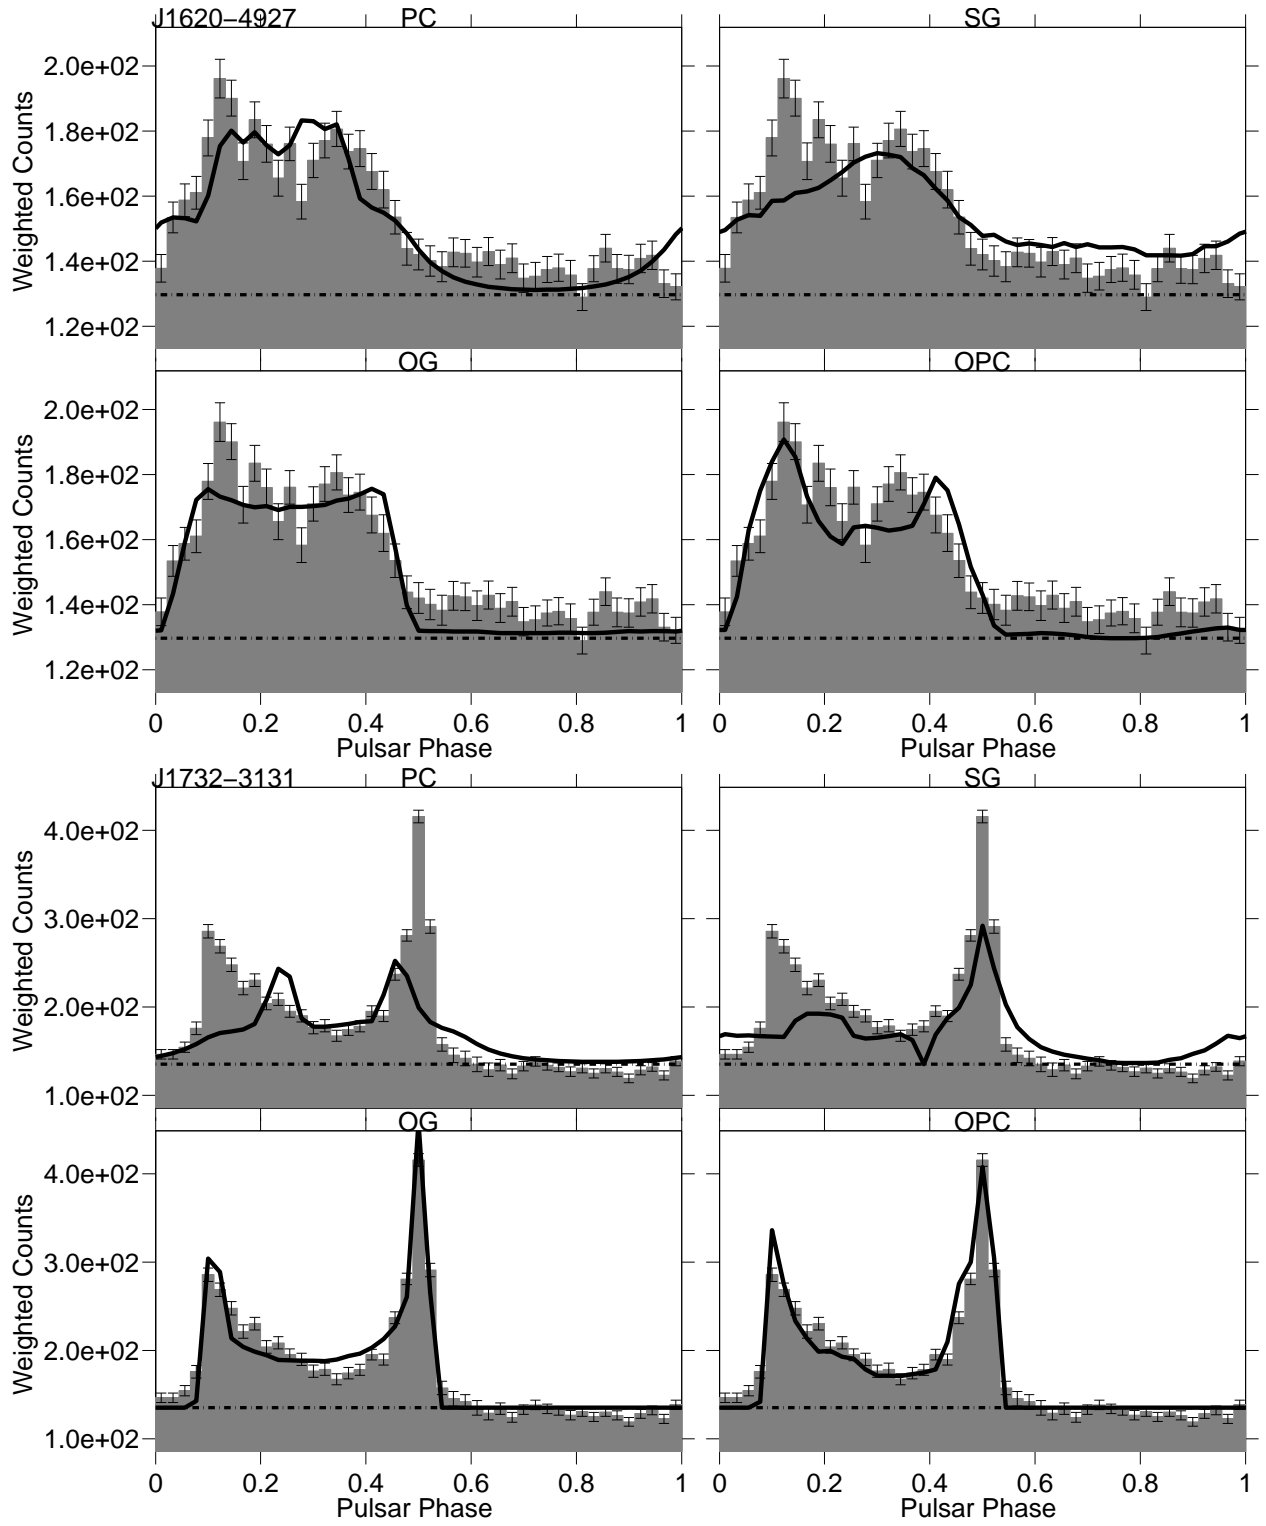 J1620−4927 PC SG
Weighted Counts
2.0e+02
1.8e+02
1.6e+02
1.4e+02
1.2e+02
OG OPC
Weighted Counts
2.0e+02
1.8e+02
1.6e+02
1.4e+02
1.2e+02
0 0.2 0.4 0.6 0.8 1 0 0.2 0.4 0.6 0.8 1
Pulsar Phase Pulsar Phase
J1732−3131 PC SG
Weighted Counts
4.0e+02
3.0e+02
2.0e+02
1.0e+02
OG OPC
Weighted Counts
4.0e+02
3.0e+02
2.0e+02
1.0e+02
0 0.2 0.4 0.6 0.8 1 0 0.2 0.4 0.6 0.8 1
Pulsar Phase Pulsar Phase